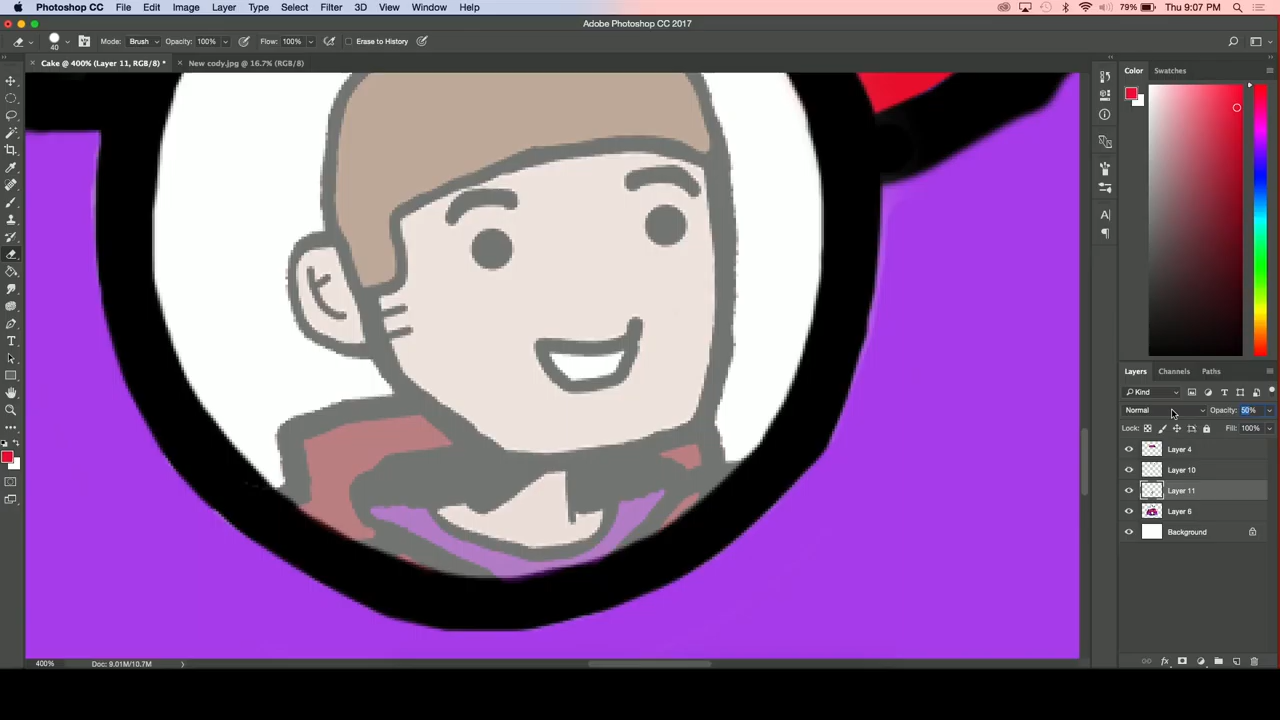 Photoshop CC File Edit Image Layer Type Select Filter 3D View Window Help 79% Thu 9:07 PM
Adobe Photoshop CC 2017
40 Mode: Brush Opacity: 100% Flow: 100% Erase to History
Cake @ 400% (Layer 11, RGB/8) * New cody.jpg @ 16.7% (RGB/8)
Color Swatches
Layers Channels Paths
Kind
Normal Opacity: 50%
Lock: Fill: 100%
Layer 4
Layer 10
Layer 11
Layer 6
Background
400% Doc: 9.01M/10.7M